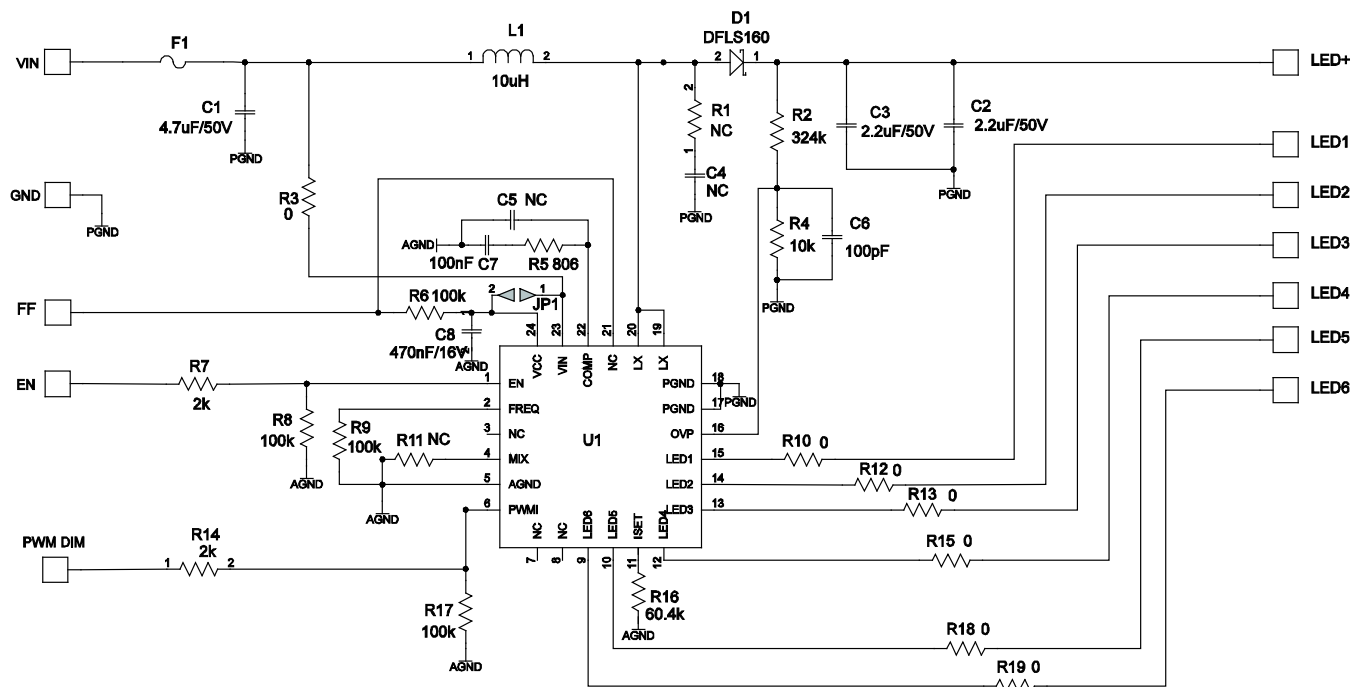 VIN
F1
L1
1 2
10uH
D1
DFLS160
2 1
LED+
C1
4.7uF/50V
PGND
2
R1
NC
1
C4
NC
PGND
R2
324k
C3
2.2uF/50V
C2
2.2uF/50V
PGND
LED1
GND
PGND
R3
0
C5 NC
AGND
100nF C7
R5 806
R4
10k
C6
100pF
PGND
LED2
LED3
LED4
LED5
LED6
FF
R6 100k
2 1
JP1
1
C8
470nF/16V
2
AGND
24 23 22 21 20 19
VCC VIN COMP NC LX LX
EN
R7
2k
R8
100k
AGND
R9
100k
R11 NC
AGND
1 EN
2 FREQ
3 NC
4 MIX
5 AGND
6 PWMI
U1
PGND 18
PGND
PGND 17
OVP 16
LED1 15
LED2 14
LED3 13
NC NC LED6 LED5 ISET LED4
7 8 9 10 11 12
R10 0
R12 0
R13 0
R15 0
PWM DIM
R14
2k
1 2
R17
100k
AGND
R16
60.4k
AGND
R18 0
R19 0